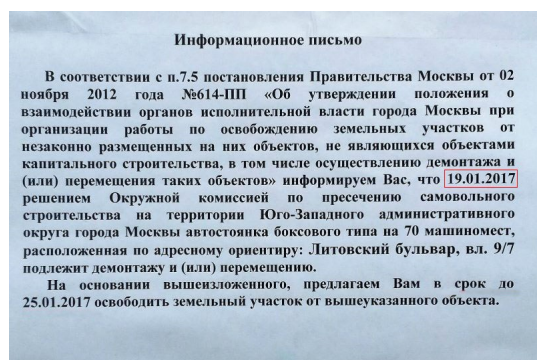 Информационное письмо
В соответствии с п.7.5 постановления Правительства Москвы от 02
ноября 2012 года №614-ПП «Об утверждении положения о
взаимодействии органов исполнительной власти города Москвы при
организации работы по освобождению земельных участков от
незаконно размещенных на них объектов, не являющихся объектами
капитального строительства, в том числе осуществлению демонтажа и
(или) перемещения таких объектов» информируем Вас, что 19.01.2017
решением Окружной комиссией по пресечению самовольного
строительства на территории Юго-Западного административного
округа города Москвы автостоянка боксового типа на 70 машиномест,
расположенная по адресному ориентиру: Литовский бульвар, вл. 9/7
подлежит демонтажу и (или) перемещению.
На основании вышеизложенного, предлагаем Вам в срок до
25.01.2017 освободить земельный участок от вышеуказанного объекта.